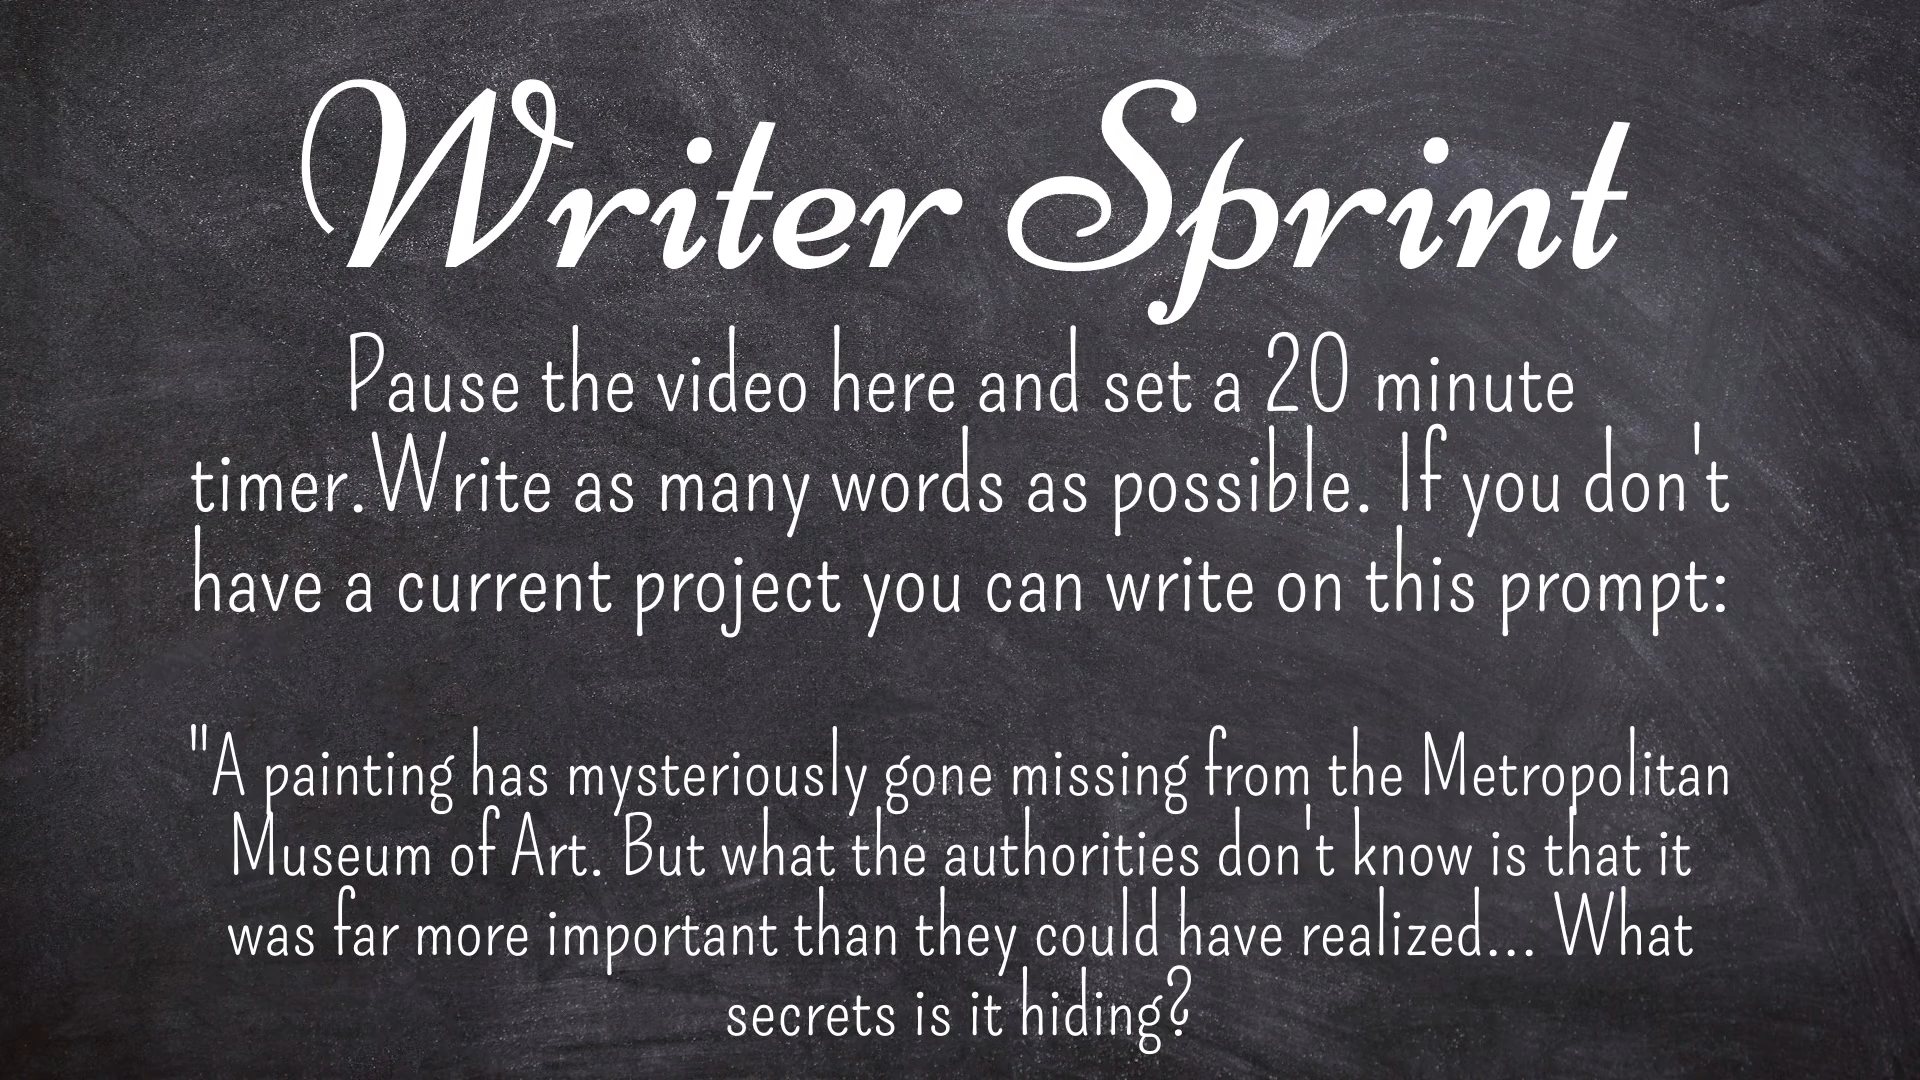 Writer Sprint
Pause the video here and set a 20 minute
timer.Write as many words as possible. If you don't
have a current project you can write on this prompt:
"A painting has mysteriously gone missing from the Metropolitan
Museum of Art. But what the authorities don't know is that it
was far more important than they could have realized... What
secrets is it hiding?